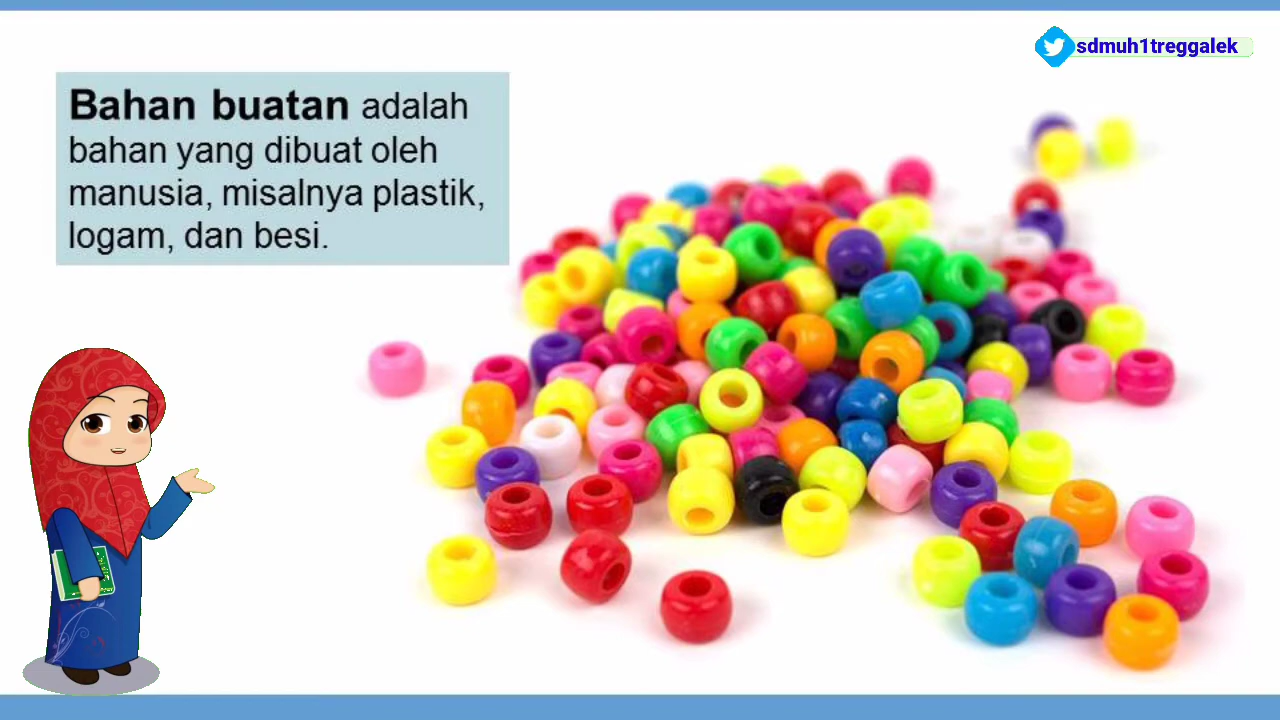 sdmuh1treggalek
Bahan buatan adalah
bahan yang dibuat oleh
manusia, misalnya plastik,
logam, dan besi.